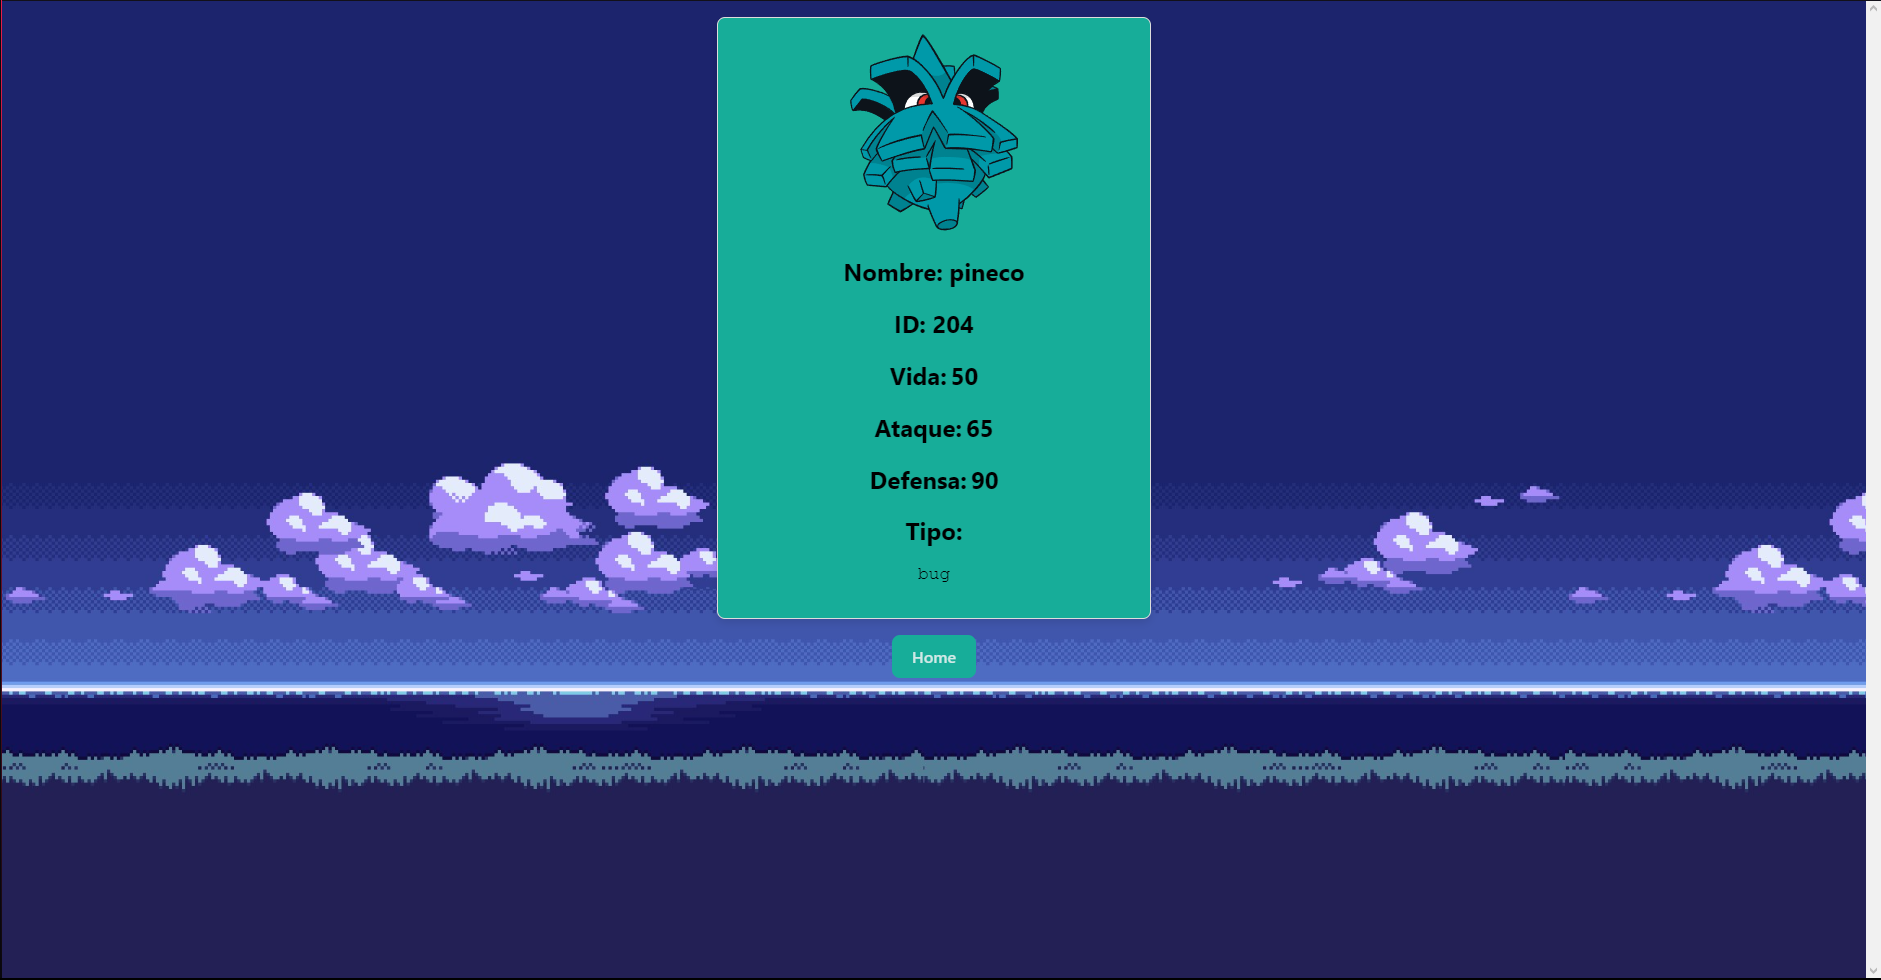 Nombre: pineco
ID: 204
Vida: 50
Ataque: 65
Defensa: 90
Tipo:
bug
Home